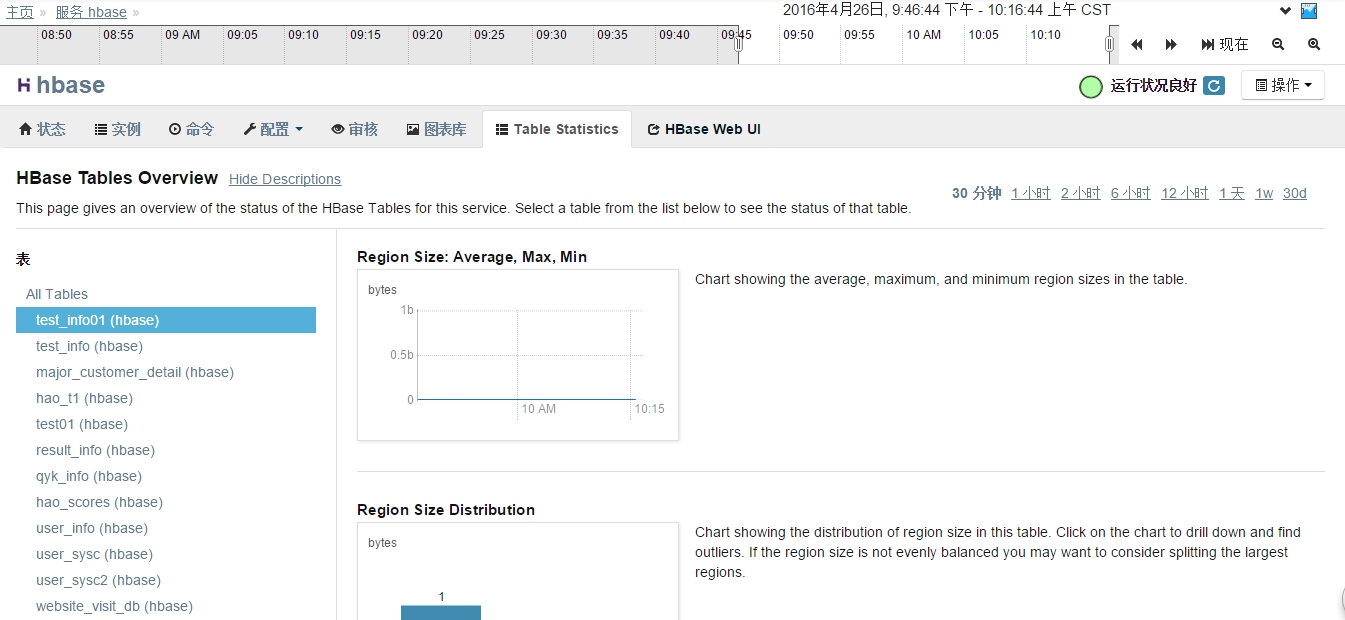 主页 » 服务 hbase »
2016年4月26日, 9:46:44 下午 - 10:16:44 上午 CST
08:50 08:55 09 AM 09:05 09:10 09:15 09:20 09:25 09:30 09:35 09:40 09:45 09:50 09:55 10 AM 10:05 10:10 现在
hbase
运行状况良好
操作
状态 实例 命令 配置 审核 图表库 Table Statistics HBase Web UI
HBase Tables Overview Hide Descriptions
30 分钟 1 小时 2 小时 6 小时 12 小时 1 天 1w 30d
This page gives an overview of the status of the HBase Tables for this service. Select a table from the list below to see the status of that table.
表
All Tables
test_info01 (hbase)
test_info (hbase)
major_customer_detail (hbase)
hao_t1 (hbase)
test01 (hbase)
result_info (hbase)
qyk_info (hbase)
hao_scores (hbase)
user_info (hbase)
user_sysc (hbase)
user_sysc2 (hbase)
website_visit_db (hbase)
Region Size: Average, Max, Min
bytes
1b
0.5b
0
10 AM 10:15
Chart showing the average, maximum, and minimum region sizes in the table.
Region Size Distribution
bytes
1
Chart showing the distribution of region size in this table. Click on the chart to drill down and find
outliers. If the region size is not evenly balanced you may want to consider splitting the largest
regions.